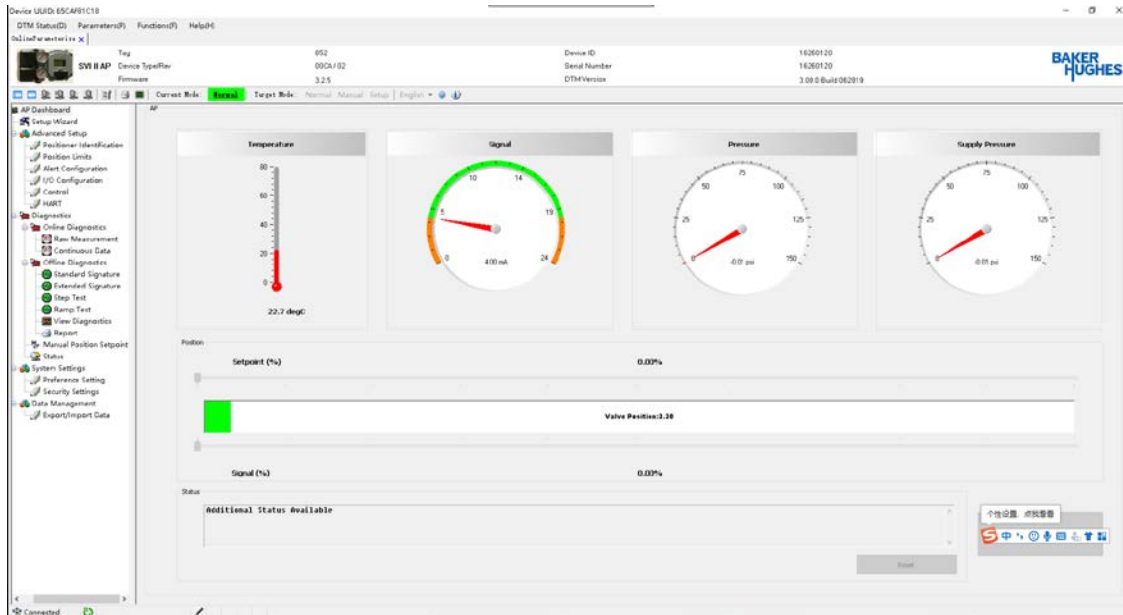 Device UUID: 65CAF81C18
DTM Status(D) Parameters(P) Functions(F) Help(H)
OnlineParameterize
Tag 052 Device ID 16260120
SVI II AP Device Type/Rev 00CA / 02 Serial Number 16260120
Firmware 3.2.5 DTM Version 3.00.0 Build 082819
BAKER
HUGHES
Current Mode: Normal Target Mode: Normal Manual Setup English
AP Dashboard
Setup Wizard
Advanced Setup
Positioner Identification
Position Limits
Alert Configuration
I/O Configuration
Control
HART
Diagnostics
Online Diagnostics
Raw Measurement
Continuous Data
Offline Diagnostics
Standard Signature
Extended Signature
Step Test
Ramp Test
View Diagnostics
Report
Manual Position Setpoint
Status
System Settings
Preference Setting
Security Settings
Data Management
Export/Import Data
AP
Temperature
80
60
40
20
0
22.7 degC
Signal
0 5 10 14 19 24
4.00 mA
Pressure
0 25 50 75 100 125 150
-0.01 psi
Supply Pressure
0 25 50 75 100 125 150
-0.01 psi
Position
Setpoint (%) 0.00%
Valve Position:3.20
Signal (%) 0.00%
Status
Additional Status Available
Reset
个性设置，点我看看
中
Connected